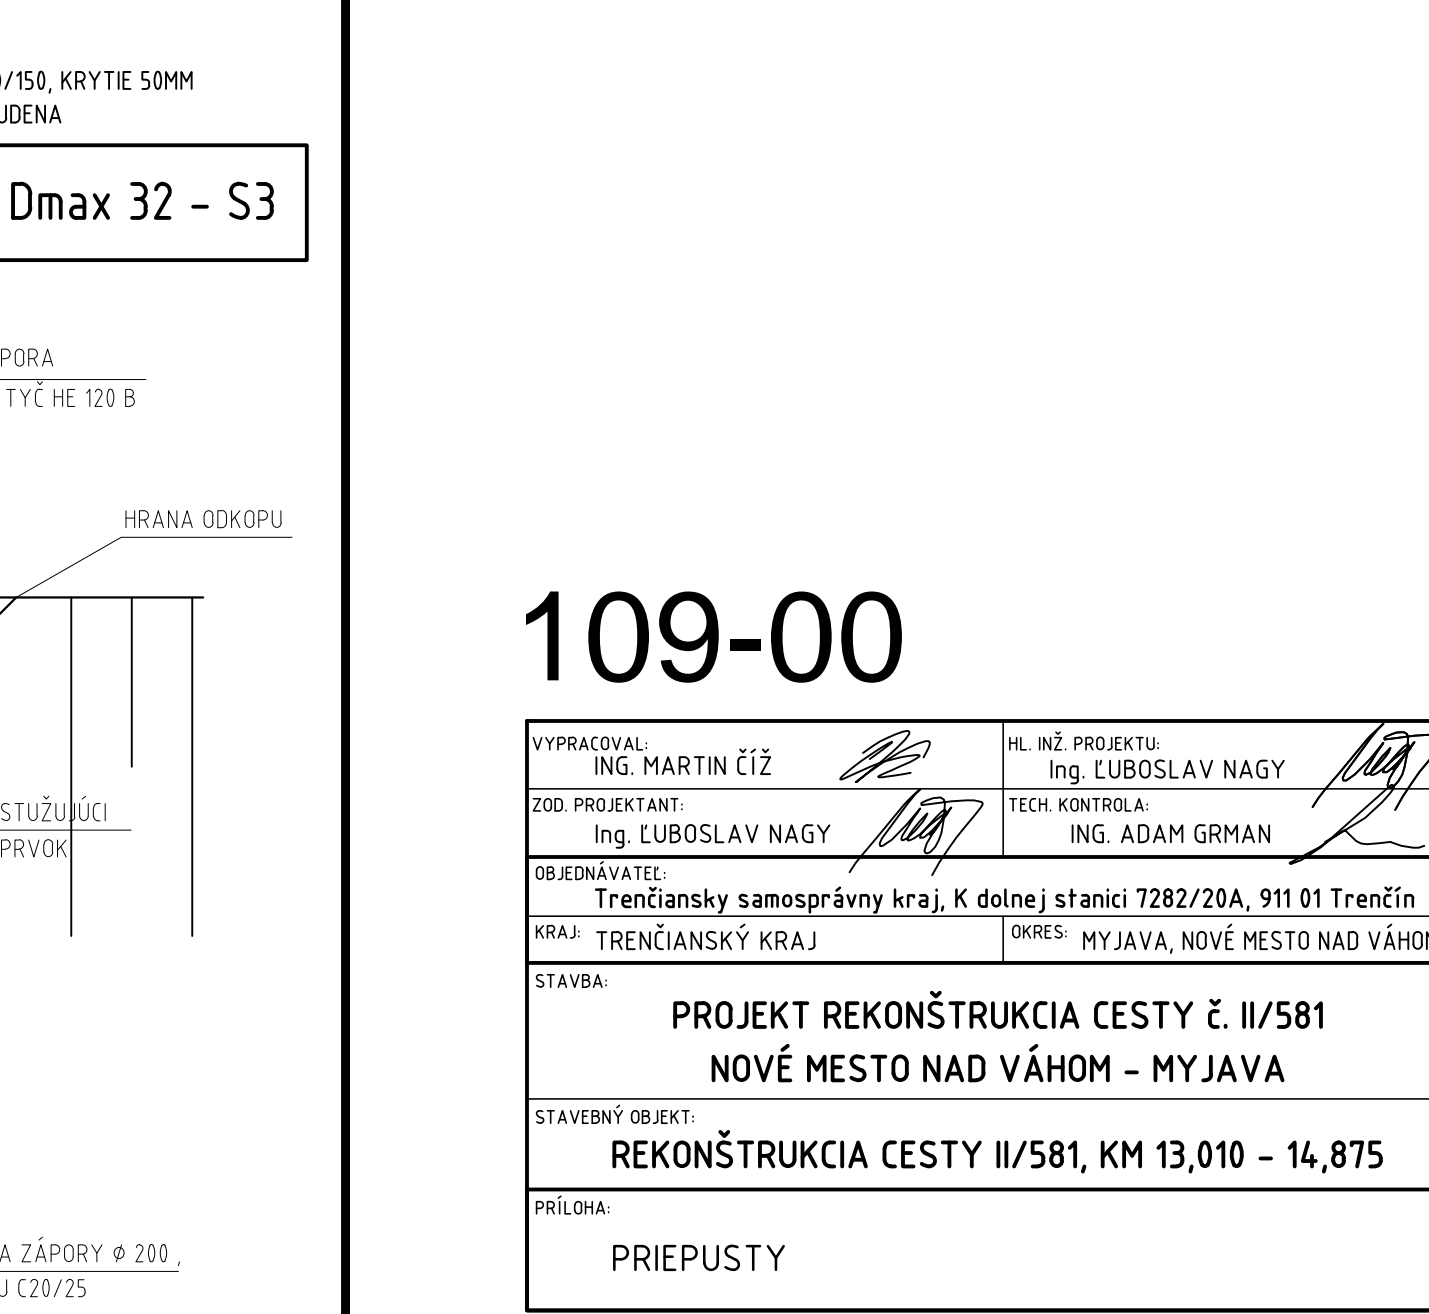 /150, KRYTIE 50MM
UDENA
Dmax 32 - S3
PORA
TYČ HE 120 B
HRANA ODKOPU
STUŽUJÚCI
PRVOK
A ZÁPORY ϕ 200 ,
U C20/25
109-00
VYPRACOVAL:
ING. MARTIN ČÍŽ
HL. INŽ. PROJEKTU:
Ing. ĽUBOSLAV NAGY
ZOD. PROJEKTANT:
Ing. ĽUBOSLAV NAGY
TECH. KONTROLA:
ING. ADAM GRMAN
OBJEDNÁVATEĽ:
Trenčiansky samosprávny kraj, K dolnej stanici 7282/20A, 911 01 Trenčín
KRAJ: TRENČIANSKÝ KRAJ
OKRES: MYJAVA, NOVÉ MESTO NAD VÁHOM
STAVBA:
PROJEKT REKONŠTRUKCIA CESTY č. II/581
NOVÉ MESTO NAD VÁHOM - MYJAVA
STAVEBNÝ OBJEKT:
REKONŠTRUKCIA CESTY II/581, KM 13,010 - 14,875
PRÍLOHA:
PRIEPUSTY